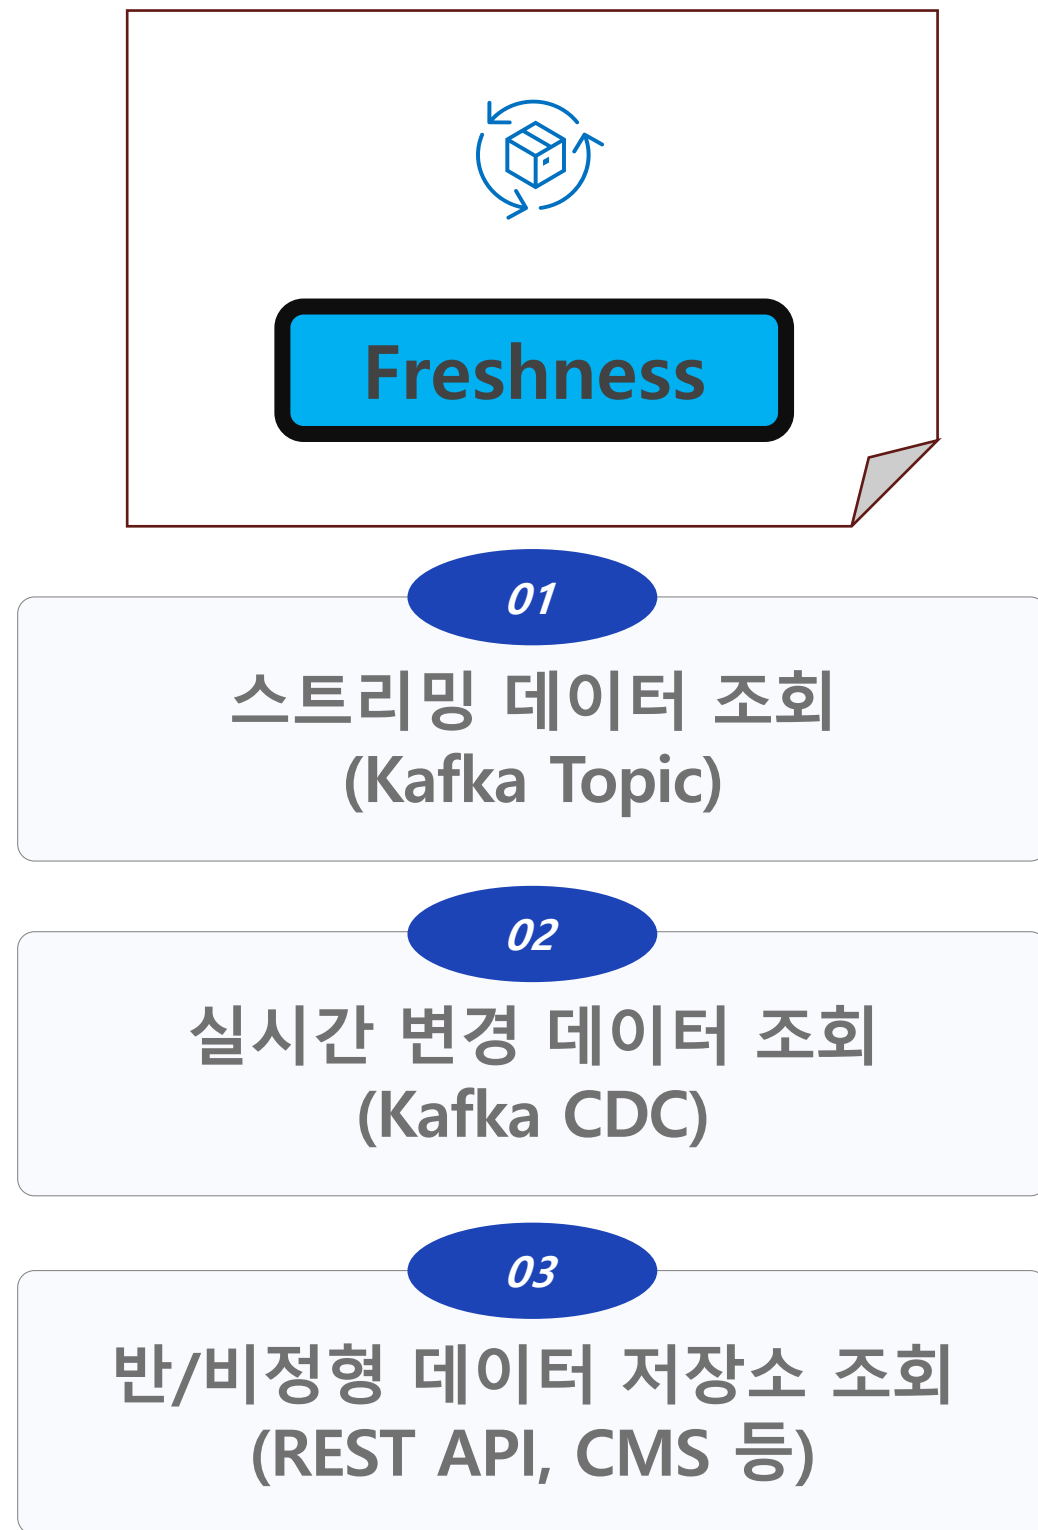 Freshness
01
스트리밍 데이터 조회
(Kafka Topic)
02
실시간 변경 데이터 조회
(Kafka CDC)
03
반/비정형 데이터 저장소 조회
(REST API, CMS 등)